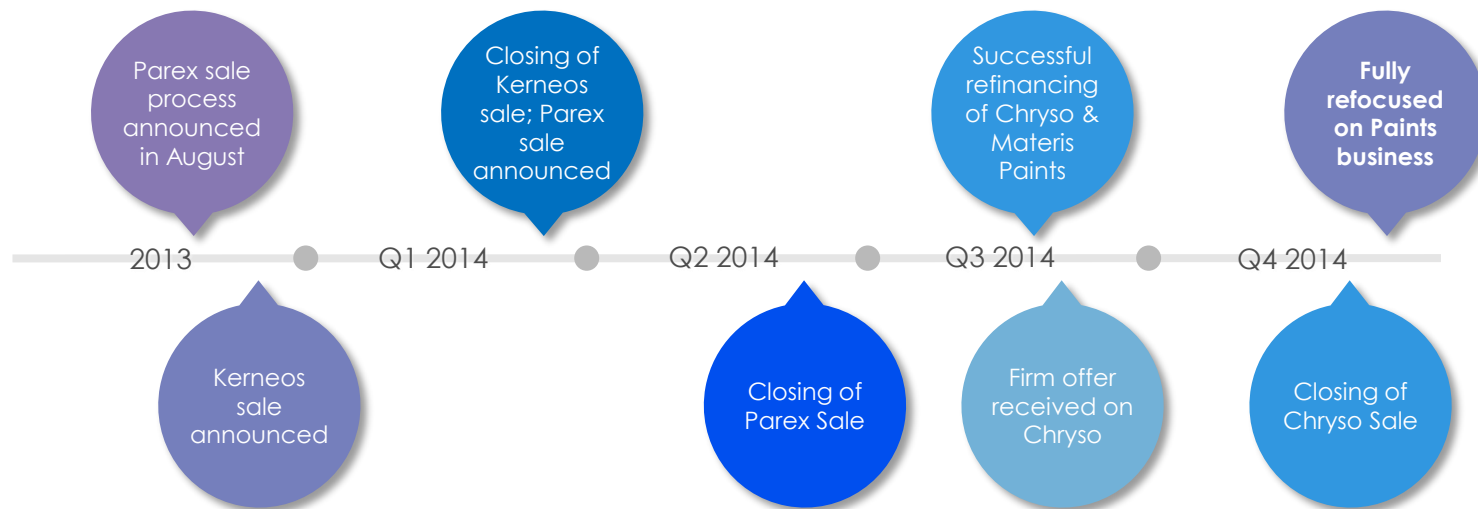 Parex sale
process
announced
in August
Closing of
Kerneos
sale; Parex
sale
announced
Successful
refinancing
of Chryso &
Materis
Paints
Fully
refocused
on Paints
business
2013
Q1 2014
Q2 2014
Q3 2014
Q4 2014
Kerneos
sale
announced
Closing of
Parex Sale
Firm offer
received on
Chryso
Closing of
Chryso Sale